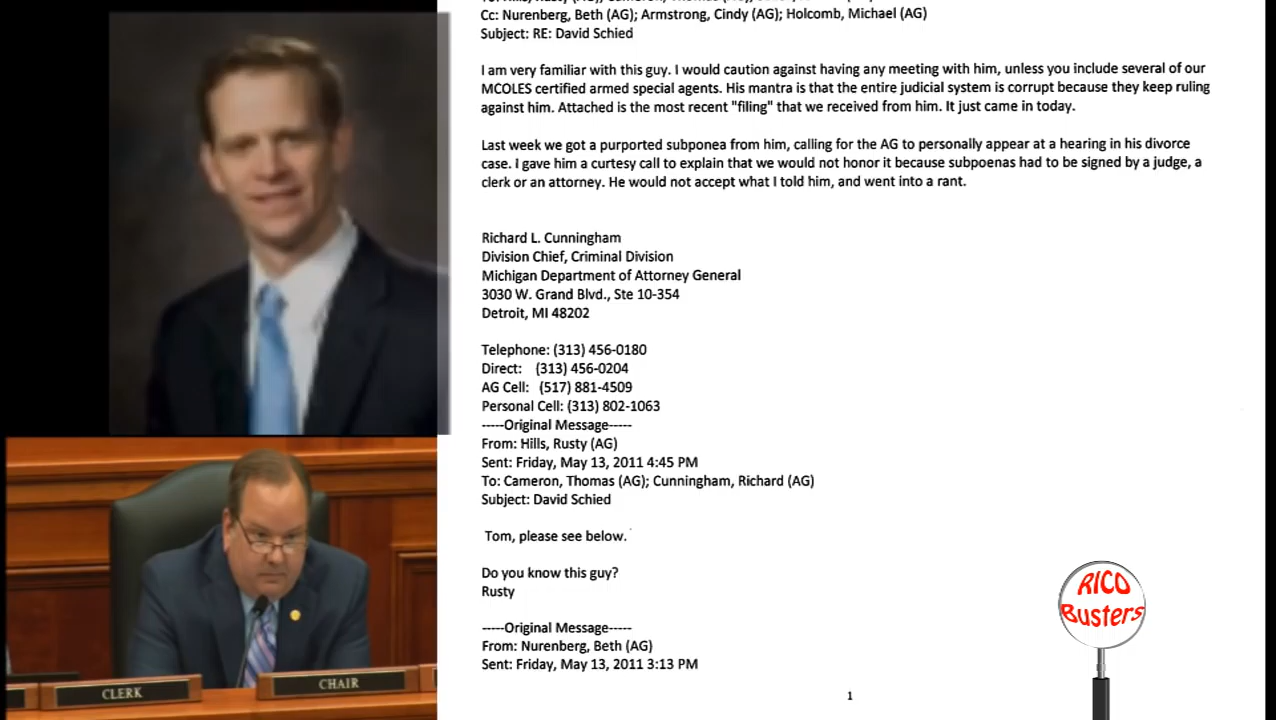 Cc: Nurenberg, Beth (AG); Armstrong, Cindy (AG); Holcomb, Michael (AG)
Subject: RE: David Schied
I am very familiar with this guy. I would caution against having any meeting with him, unless you include several of our
MCOLES certified armed special agents. His mantra is that the entire judicial system is corrupt because they keep ruling
against him. Attached is the most recent "filing" that we received from him. It just came in today.
Last week we got a purported subponea from him, calling for the AG to personally appear at a hearing in his divorce
case. I gave him a curtesy call to explain that we would not honor it because subpoenas had to be signed by a judge, a
clerk or an attorney. He would not accept what I told him, and went into a rant.
Richard L. Cunningham
Division Chief, Criminal Division
Michigan Department of Attorney General
3030 W. Grand Blvd., Ste 10-354
Detroit, MI 48202
Telephone: (313) 456-0180
Direct: (313) 456-0204
AG Cell: (517) 881-4509
Personal Cell: (313) 802-1063
-----Original Message-----
From: Hills, Rusty (AG)
Sent: Friday, May 13, 2011 4:45 PM
To: Cameron, Thomas (AG); Cunningham, Richard (AG)
Subject: David Schied
Tom, please see below.
Do you know this guy?
Rusty
-----Original Message-----
From: Nurenberg, Beth (AG)
Sent: Friday, May 13, 2011 3:13 PM
1
RICO
Busters
CLERK
CHAIR